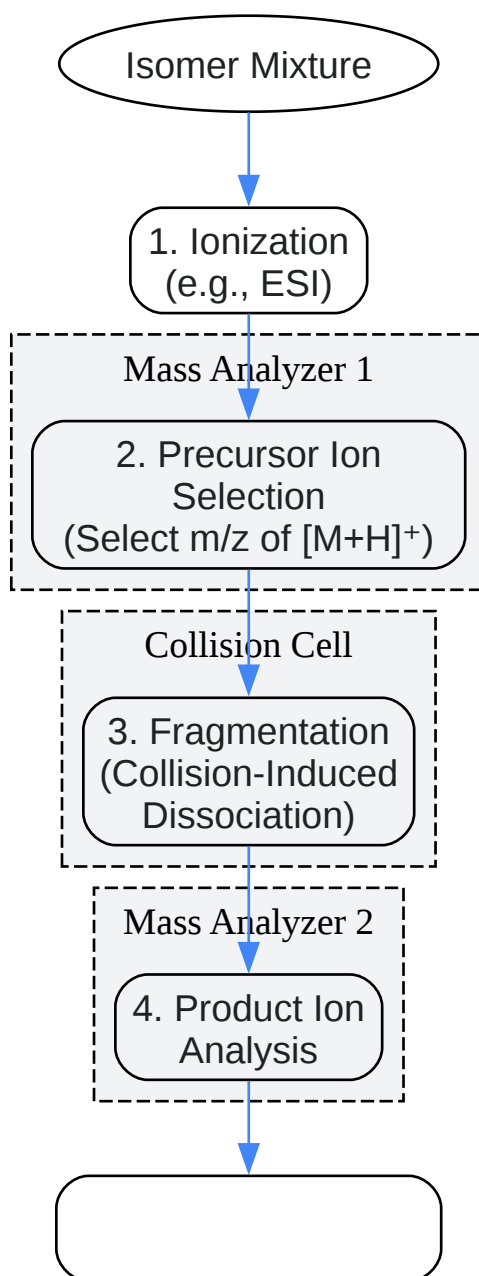 Isomer Mixture
1. Ionization
(e.g., ESI)
Mass Analyzer 1
2. Precursor Ion
Selection
(Select m/z of [M+H]⁺)
Collision Cell
3. Fragmentation
(Collision-Induced
Dissociation)
Mass Analyzer 2
4. Product Ion
Analysis